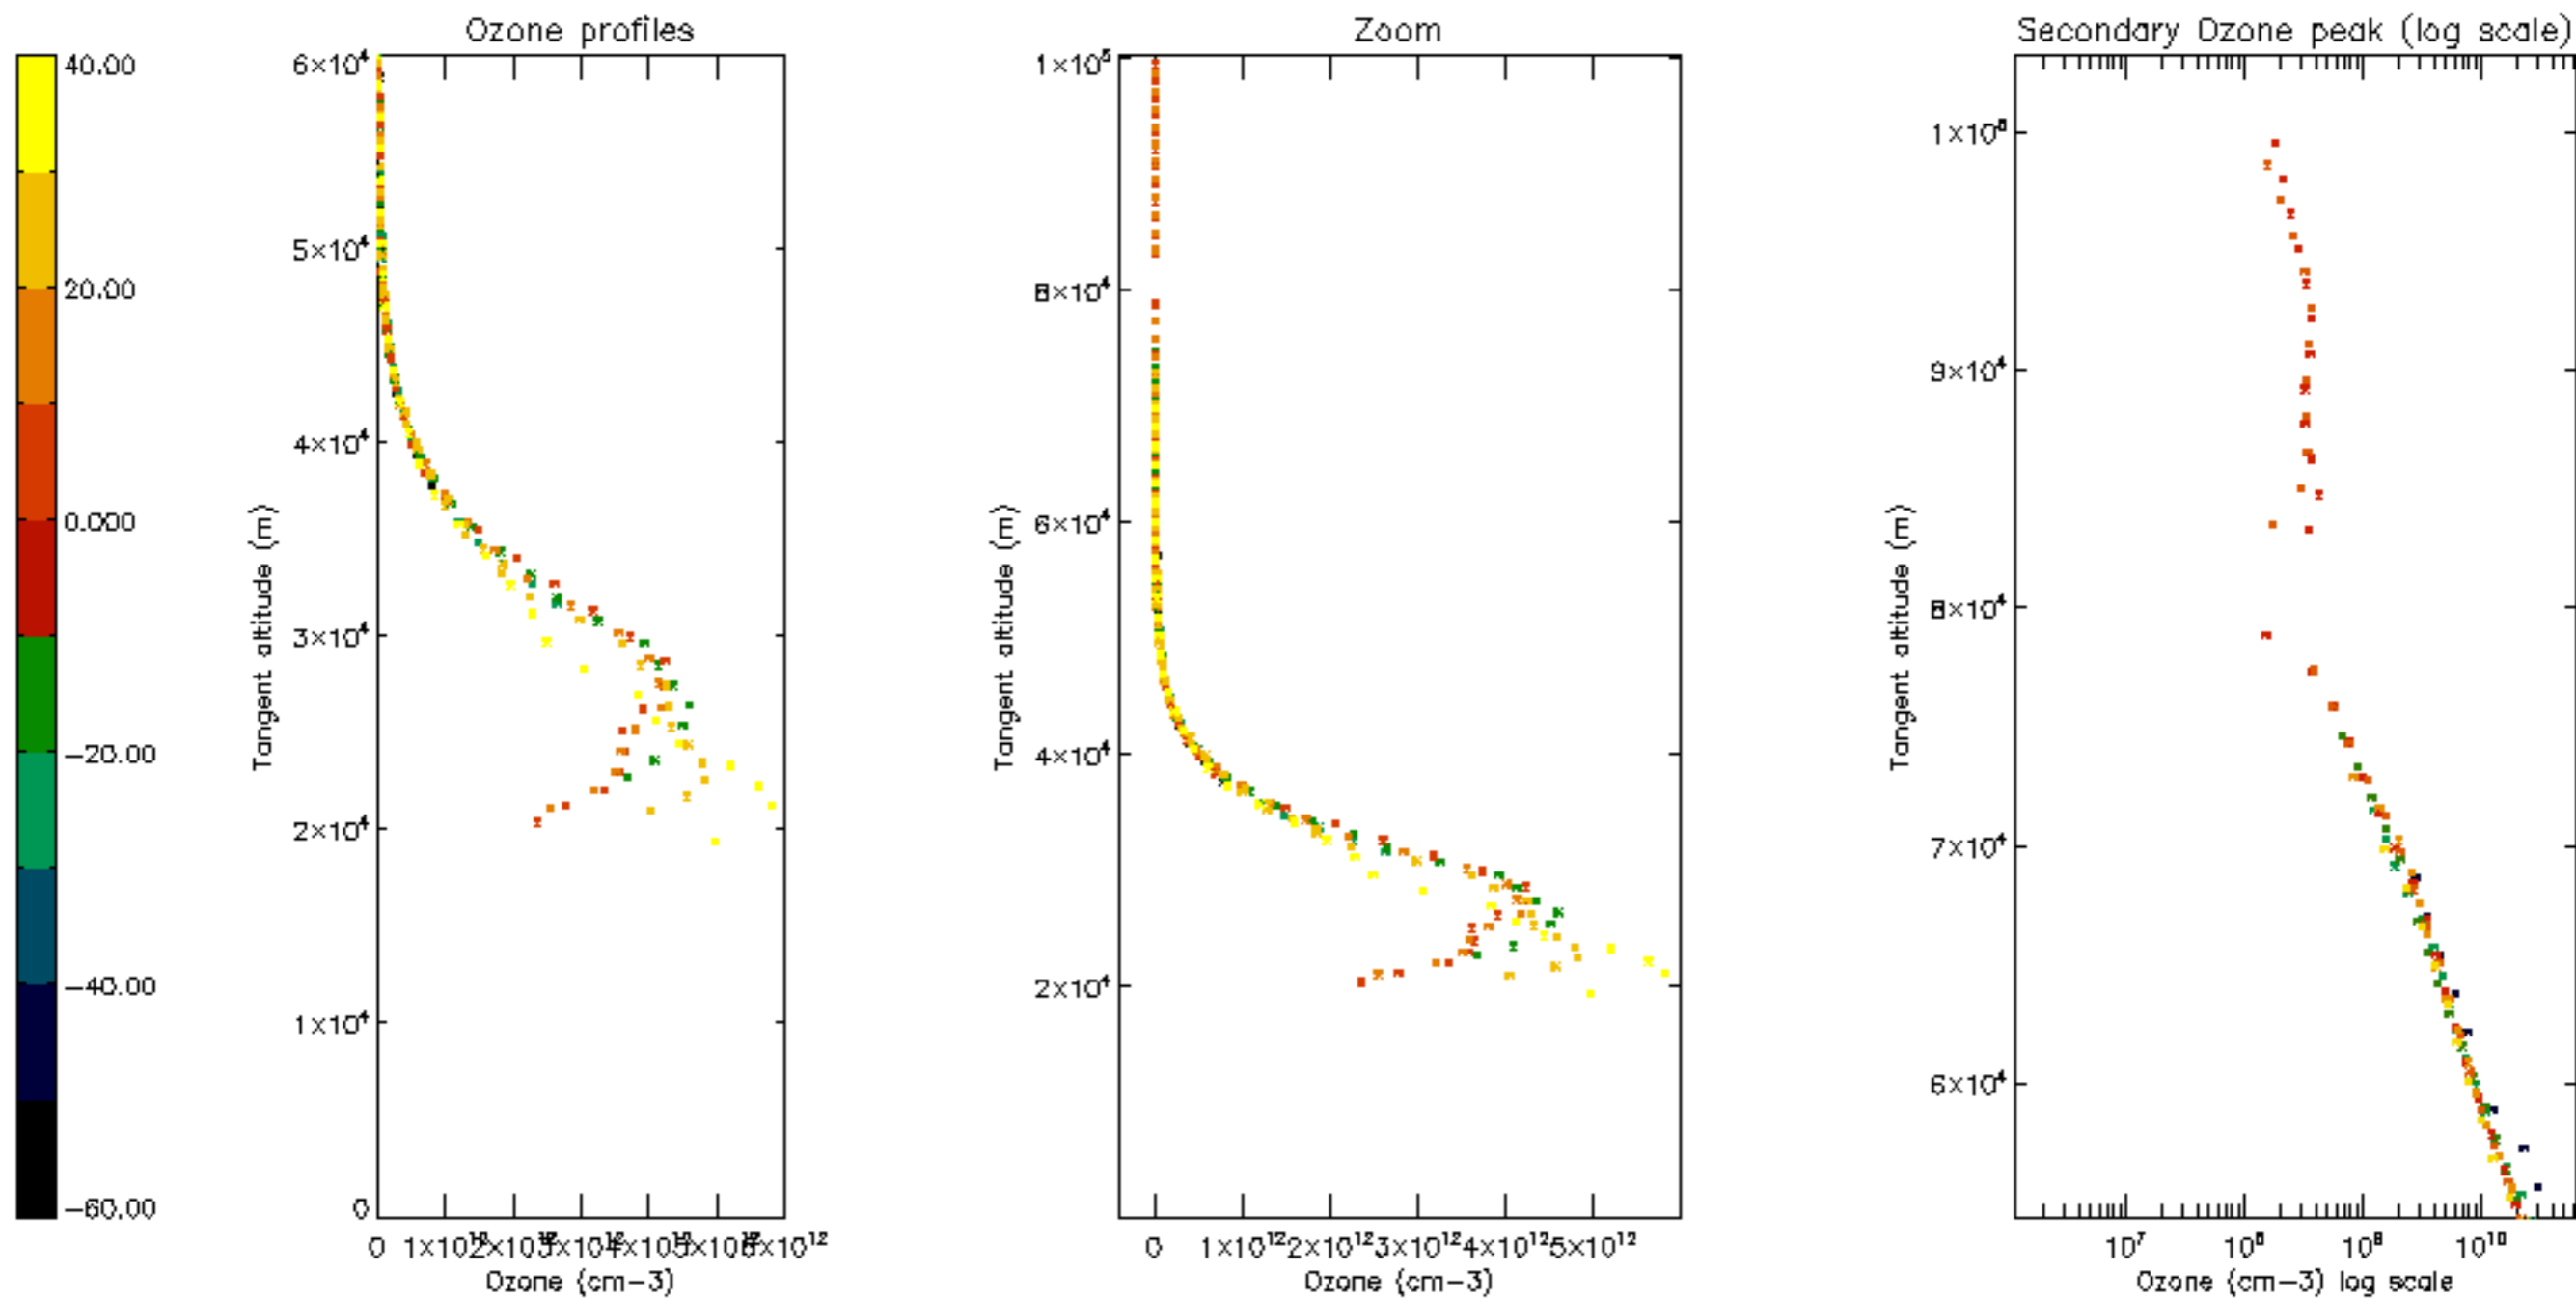 Ozone profiles
Zoom
Secondary Ozone peak (log scale)
40.00
20.00
0.000
−20.00
−40.00
−60.00
6×10⁴
5×10⁴
4×10⁴
3×10⁴
2×10⁴
1×10⁴
0
Tangent altitude (m)
0
Ozone (cm−3)
1×10⁵
8×10⁴
6×10⁴
4×10⁴
2×10⁴
Tangent altitude (m)
0 1×10¹² 2×10¹² 3×10¹² 4×10¹² 5×10¹²
Ozone (cm−3)
9×10⁴
8×10⁴
7×10⁴
6×10⁴
Tangent altitude (m)
10⁷ 10⁸ 10⁹ 10¹⁰
Ozone (cm−3) log scale